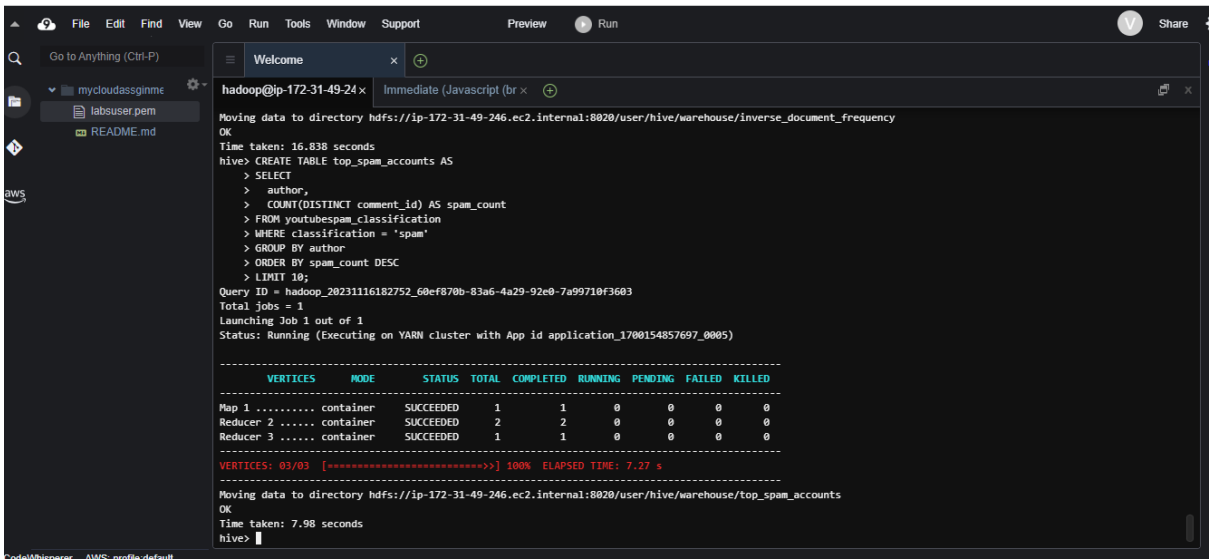 File Edit Find View Go Run Tools Window Support Preview Run V Share
Go to Anything (Ctrl-P)
Welcome ×
mycloudassginme
labsuser.pem
README.md
aws
hadoop@ip-172-31-49-24 × Immediate (Javascript (br ×
Moving data to directory hdfs://ip-172-31-49-246.ec2.internal:8020/user/hive/warehouse/inverse_document_frequency
OK
Time taken: 16.838 seconds
hive> CREATE TABLE top_spam_accounts AS
> SELECT
> author,
> COUNT(DISTINCT comment_id) AS spam_count
> FROM youtubespam_classification
> WHERE classification = 'spam'
> GROUP BY author
> ORDER BY spam_count DESC
> LIMIT 10;
Query ID = hadoop_20231116182752_60ef870b-83a6-4a29-92e0-7a99710f3603
Total jobs = 1
Launching Job 1 out of 1
Status: Running (Executing on YARN cluster with App id application_1700154857697_0005)
----------------------------------------------------------------------------------------------
VERTICES MODE STATUS TOTAL COMPLETED RUNNING PENDING FAILED KILLED
----------------------------------------------------------------------------------------------
Map 1 .......... container SUCCEEDED 1 1 0 0 0 0
Reducer 2 ...... container SUCCEEDED 2 2 0 0 0 0
Reducer 3 ...... container SUCCEEDED 1 1 0 0 0 0
----------------------------------------------------------------------------------------------
VERTICES: 03/03 [==========================>>] 100% ELAPSED TIME: 7.27 s
----------------------------------------------------------------------------------------------
Moving data to directory hdfs://ip-172-31-49-246.ec2.internal:8020/user/hive/warehouse/top_spam_accounts
OK
Time taken: 7.98 seconds
hive>
CodeWhisperer AWS: profile:default